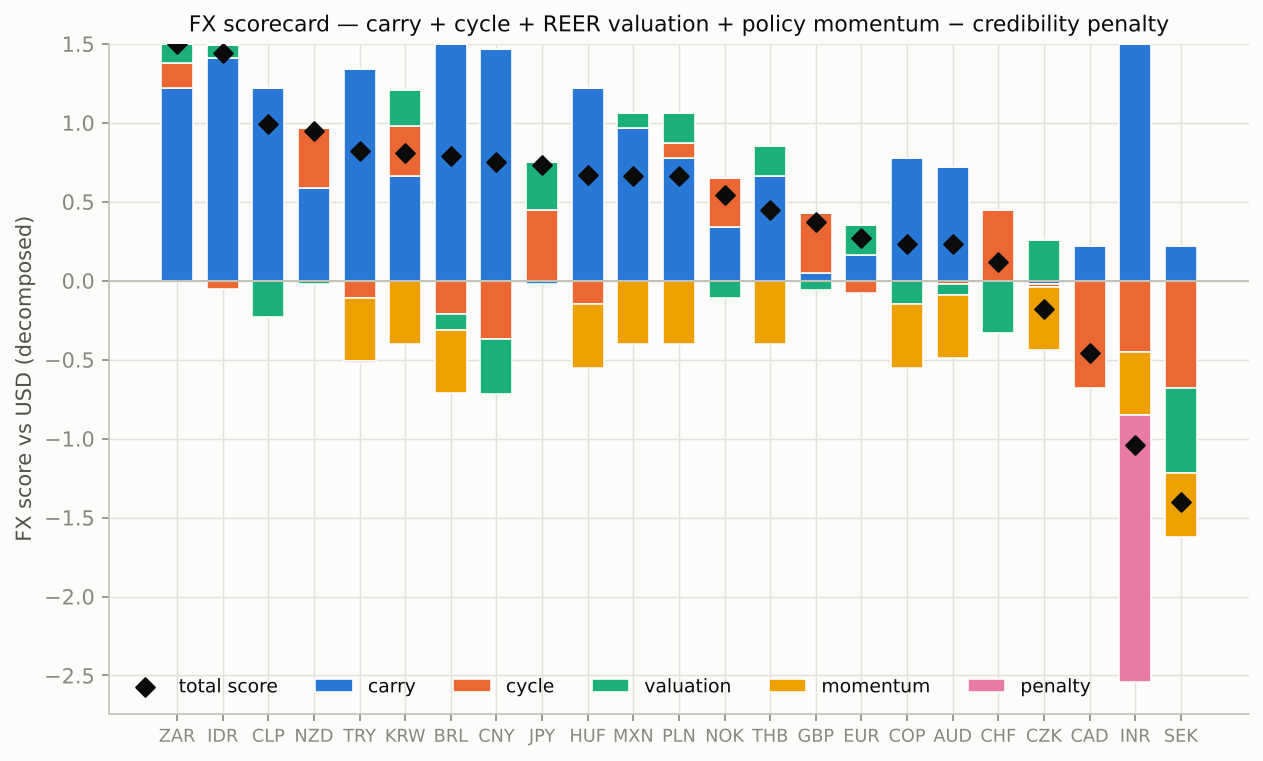 FX scorecard — carry + cycle + REER valuation + policy momentum − credibility penalty
FX score vs USD (decomposed)
1.5
1.0
0.5
0.0
−0.5
−1.0
−1.5
−2.0
−2.5
total score carry cycle valuation momentum penalty
ZAR IDR CLP NZD TRY KRW BRL CNY JPY HUF MXN PLN NOK THB GBP EUR COP AUD CHF CZK CAD INR SEK